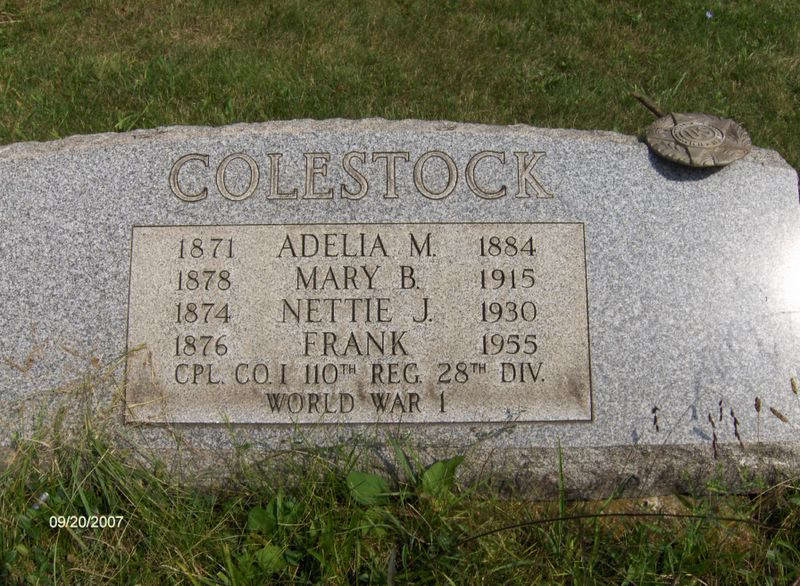 COLESTOCK
1871 ADELIA M. 1884
1878 MARY B. 1915
1874 NETTIE J. 1930
1876 FRANK 1955
CPL. CO. I 110TH REG. 28TH DIV.
WORLD WAR I
09/20/2007